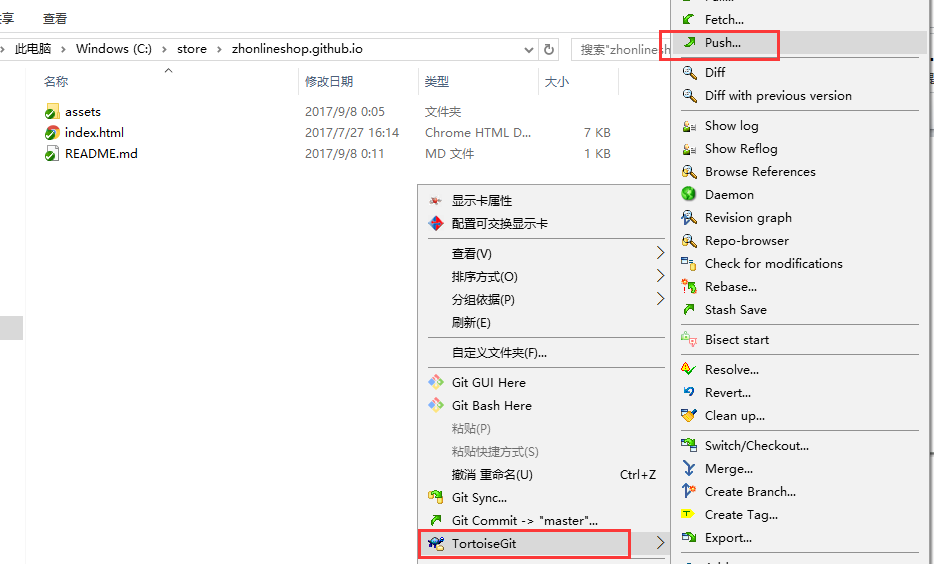 享 查看
此电脑 › Windows (C:) › store › zhonlineshop.github.io
搜索"zhonlinesh
名称 修改日期 类型 大小
assets 2017/9/8 0:05 文件夹
index.html 2017/7/27 16:14 Chrome HTML D... 7 KB
README.md 2017/9/8 0:11 MD 文件 1 KB
显示卡属性
配置可交换显示卡
查看(V)
排序方式(O)
分组依据(P)
刷新(E)
自定义文件夹(F)...
Git GUI Here
Git Bash Here
粘贴(P)
粘贴快捷方式(S)
撤消 重命名(U) Ctrl+Z
Git Sync...
Git Commit -> "master"...
TortoiseGit
Fetch...
Push...
Diff
Diff with previous version
Show log
Show Reflog
Browse References
Daemon
Revision graph
Repo-browser
Check for modifications
Rebase...
Stash Save
Bisect start
Resolve...
Revert...
Clean up...
Switch/Checkout...
Merge...
Create Branch...
Create Tag...
Export...